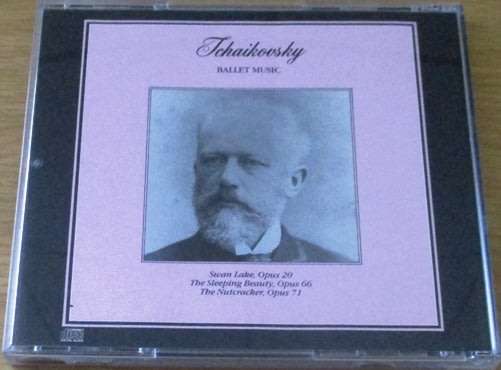 Tchaikovsky
BALLET MUSIC
Swan Lake, Opus 20
The Sleeping Beauty, Opus 66
The Nutcracker, Opus 71